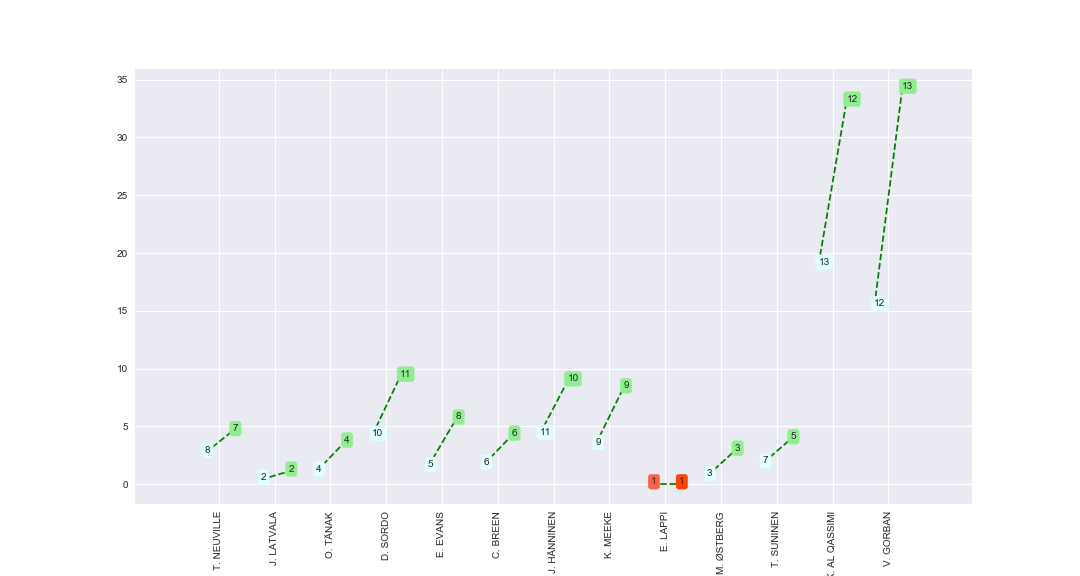 35
30
25
20
15
10
5
0
8 7
2 2
4 4
10 11
5 8
6 6
11 10
9 9
1 1
3 3
7 5
13 12
12 13
T. NEUVILLE
J. LATVALA
O. TÄNAK
D. SORDO
E. EVANS
C. BREEN
J. HÄNNINEN
K. MEEKE
E. LAPPI
M. ØSTBERG
T. SUNINEN
AL QASSIMI
V. GORBAN